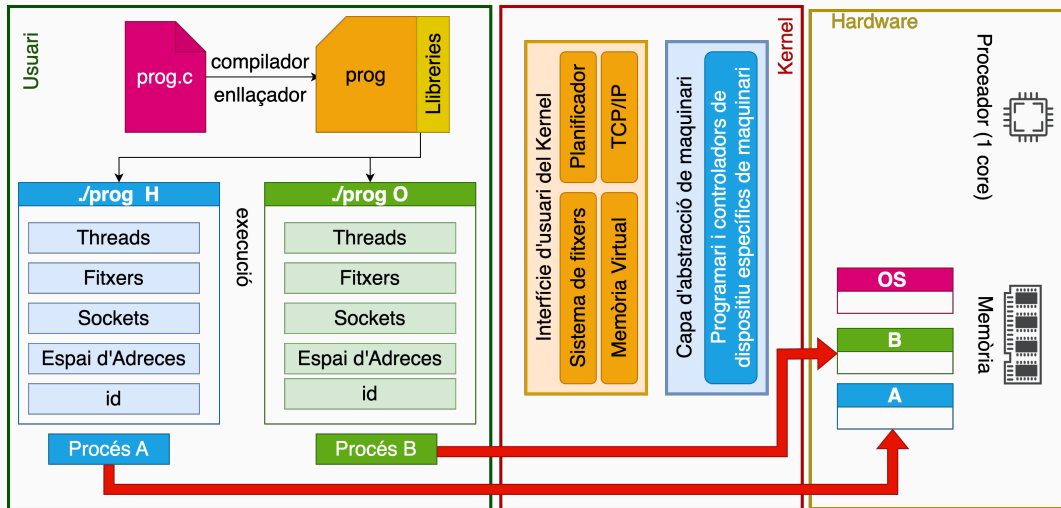 Usuari
prog.c
compilador
enllaçador
prog
Llibreries
./prog  H
Threads
Fitxers
Sockets
Espai d'Adreces
id
Procés A
execució
./prog O
Threads
Fitxers
Sockets
Espai d'Adreces
id
Procés B
Kernel
Interfície d'usuari del Kernel
Planificador
TCP/IP
Sistema de fitxers
Memòria Virtual
Capa d'abstració de maquinari
Programari i controladors de
dispositiu específics de maquinari
Hardware
Proceador (1 core)
OS
B
A
Memòria